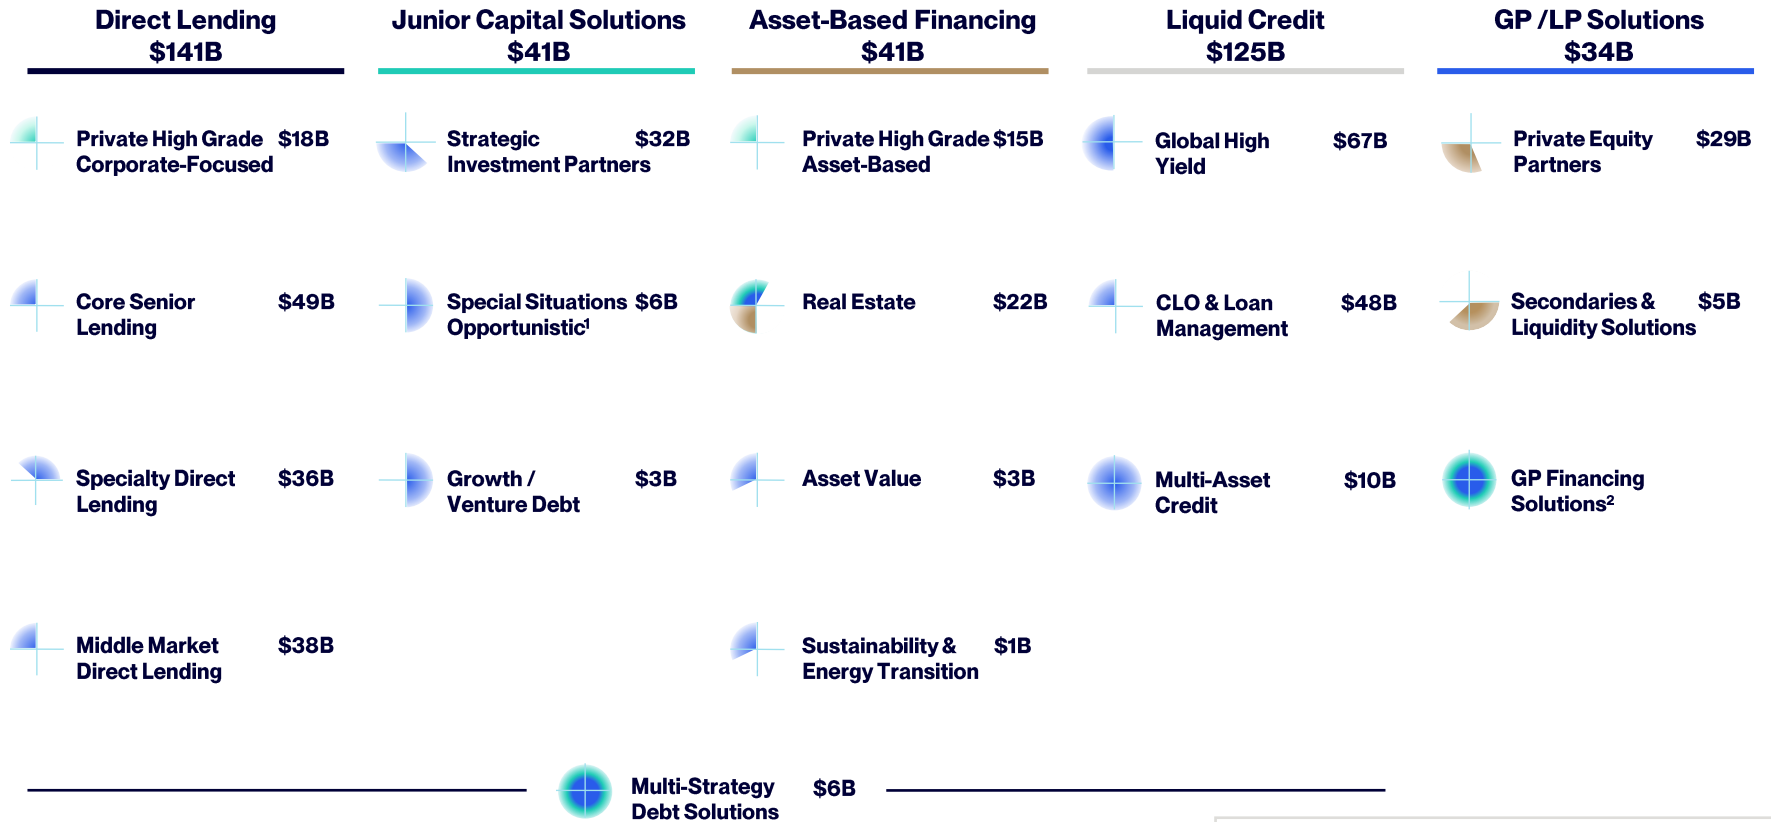 Direct Lending
$141B
Junior Capital Solutions
$41B
Asset-Based Financing
$41B
Liquid Credit
$125B
GP /LP Solutions
$34B
Private High Grade $18B
Corporate-Focused
Core Senior $49B
Lending
Specialty Direct $36B
Lending
Middle Market $38B
Direct Lending
Strategic $32B
Investment Partners
Special Situations $6B
Opportunistic¹
Growth / $3B
Venture Debt
Private High Grade $15B
Asset-Based
Real Estate $22B
Asset Value $3B
Sustainability & $1B
Energy Transition
Global High $67B
Yield
CLO & Loan $48B
Management
Multi-Asset $10B
Credit
Private Equity $29B
Partners
Secondaries & $5B
Liquidity Solutions
GP Financing
Solutions²
Multi-Strategy $6B
Debt Solutions